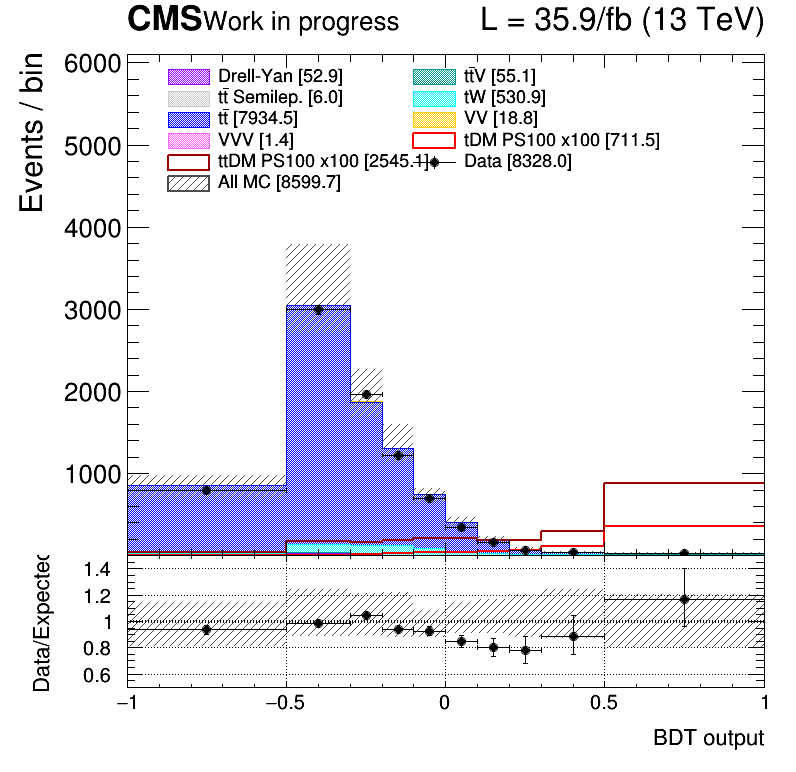 CMS Work in progress L = 35.9/fb (13 TeV)
Events / bin
6000
5000
4000
3000
2000
1000
Drell-Yan [52.9] tt̄V [55.1]
tt̄ Semilep. [6.0] tW [530.9]
tt̄ [7934.5] VV [18.8]
VVV [1.4] tDM PS100 x100 [711.5]
ttDM PS100 x100 [2545.1] Data [8328.0]
All MC [8599.7]
Data/Expected
1.4
1.2
1
0.8
0.6
−1 −0.5 0 0.5 1
BDT output